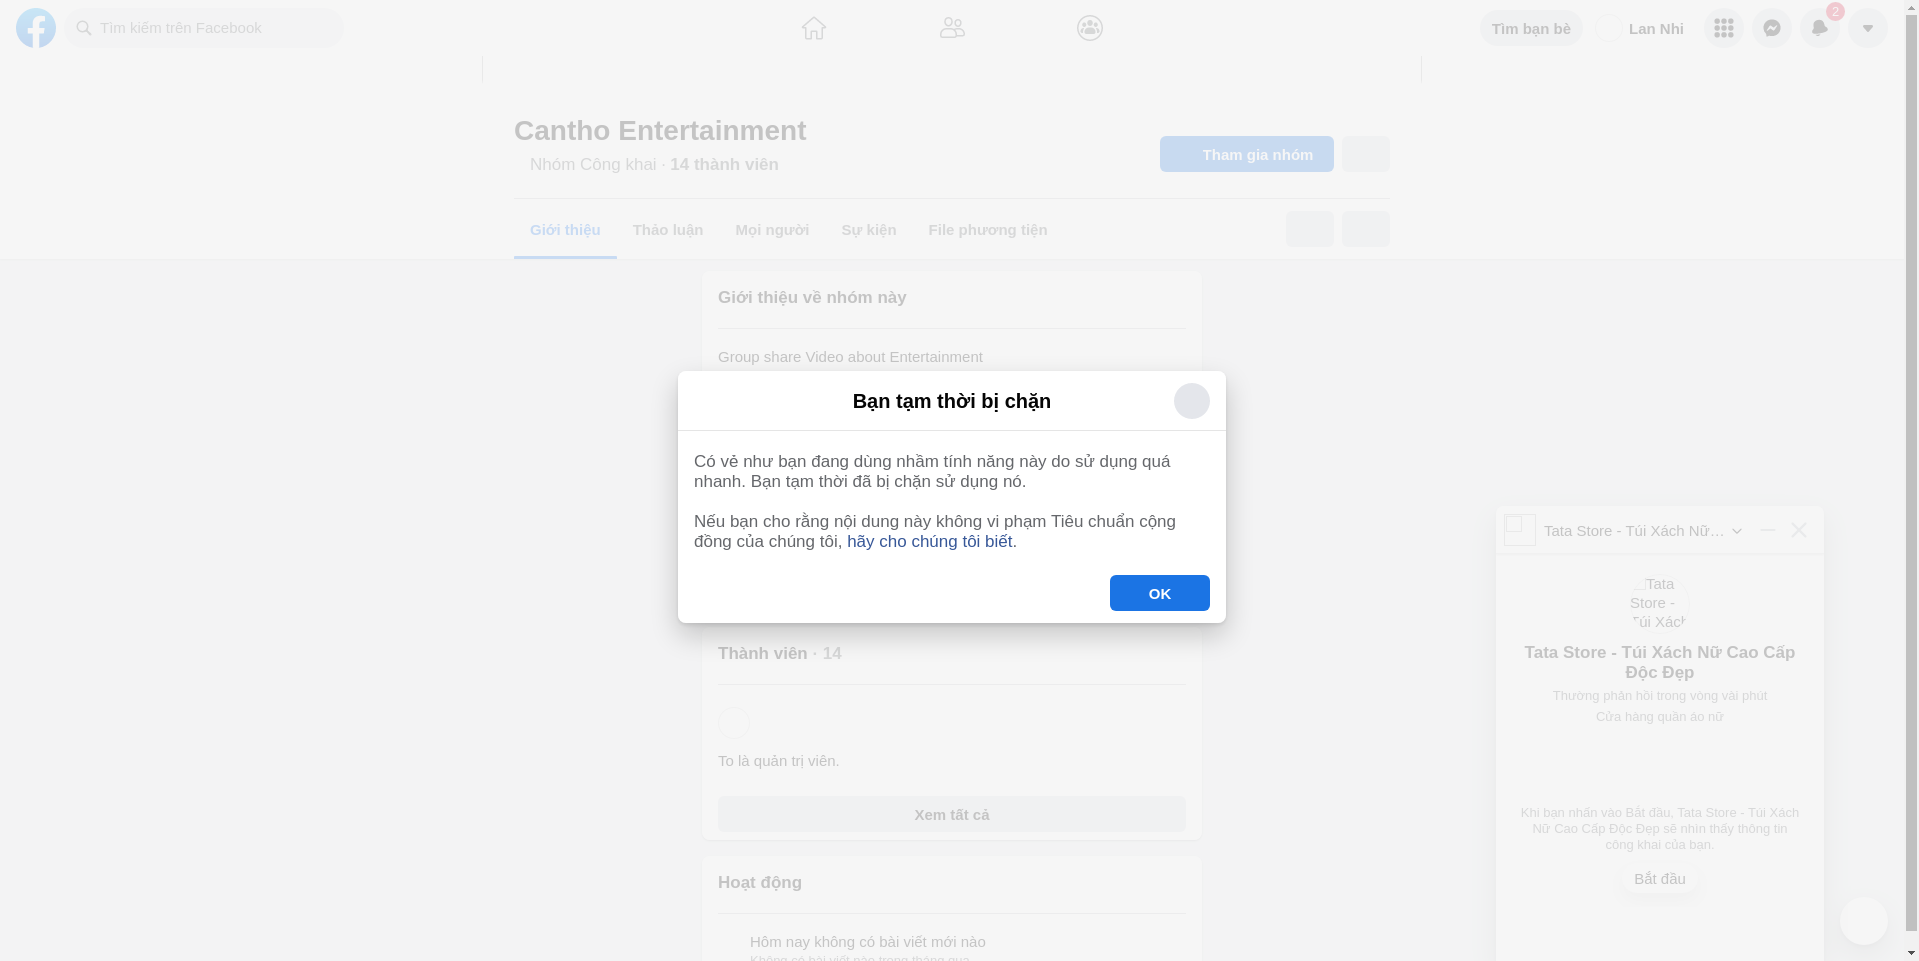 Tìm kiếm trên Facebook
Tìm bạn bè
Lan Nhi
2
Cantho Entertainment
Nhóm Công khai · 14 thành viên
Tham gia nhóm
Giới thiệu
Thảo luận
Mọi người
Sự kiện
File phương tiện
Giới thiệu về nhóm này
Group share Video about Entertainment
Bạn tạm thời bị chặn
Có vẻ như bạn đang dùng nhầm tính năng này do sử dụng quá
nhanh. Bạn tạm thời đã bị chặn sử dụng nó.
Nếu bạn cho rằng nội dung này không vi phạm Tiêu chuẩn cộng
đồng của chúng tôi, hãy cho chúng tôi biết.
OK
Thành viên · 14
To là quản trị viên.
Xem tất cả
Hoạt động
Hôm nay không có bài viết mới nào
Không có bài viết nào trong tháng qua
Tata Store - Túi Xách Nữ…
Tata
Store -
Túi Xách
Tata Store - Túi Xách Nữ Cao Cấp
Độc Đẹp
Thường phản hồi trong vòng vài phút
Cửa hàng quần áo nữ
Khi bạn nhấn vào Bắt đầu, Tata Store - Túi Xách
Nữ Cao Cấp Độc Đẹp sẽ nhìn thấy thông tin
công khai của bạn.
Bắt đầu